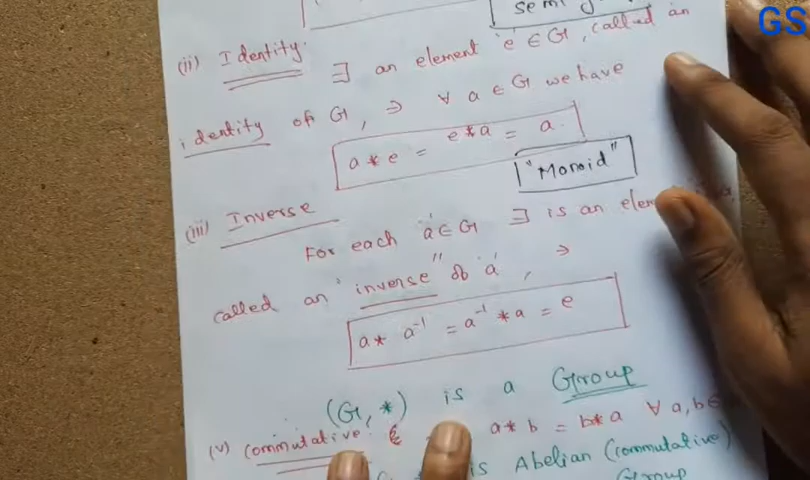 GS
semi
(ii) Identity: ∃ an element 'e' ∈ G, called an
identity of G, ∋ ∀ a ∈ G we have
a * e = e * a = a.
"Monoid"
(iii) Inverse
For each 'a' ∈ G ∃ is an
called an "inverse" of 'a', ∋
a * a⁻¹ = a⁻¹ * a = e
(G, *) is a Group
(v) commutative: a * b = b * a ∀ a, b ∈
is Abelian (commutative)
Group